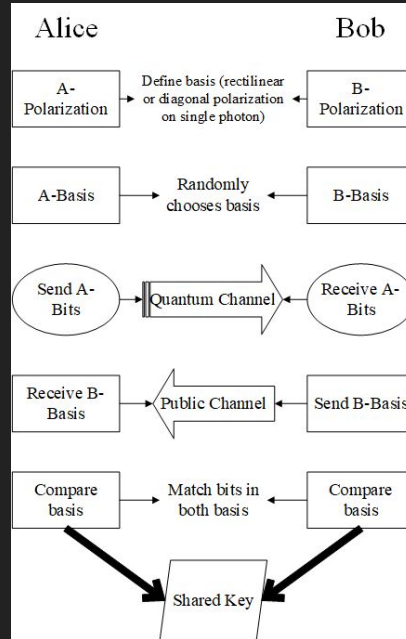 Alice
Bob
A-
Polarization
Define basis (rectilinear
or diagonal polarization
on single photon)
B-
Polarization
A-Basis
Randomly
chooses basis
B-Basis
Send A-
Bits
Quantum Channel
Receive A-
Bits
Receive B-
Basis
Public Channel
Send B-Basis
Compare
basis
Match bits in
both basis
Compare
basis
Shared Key